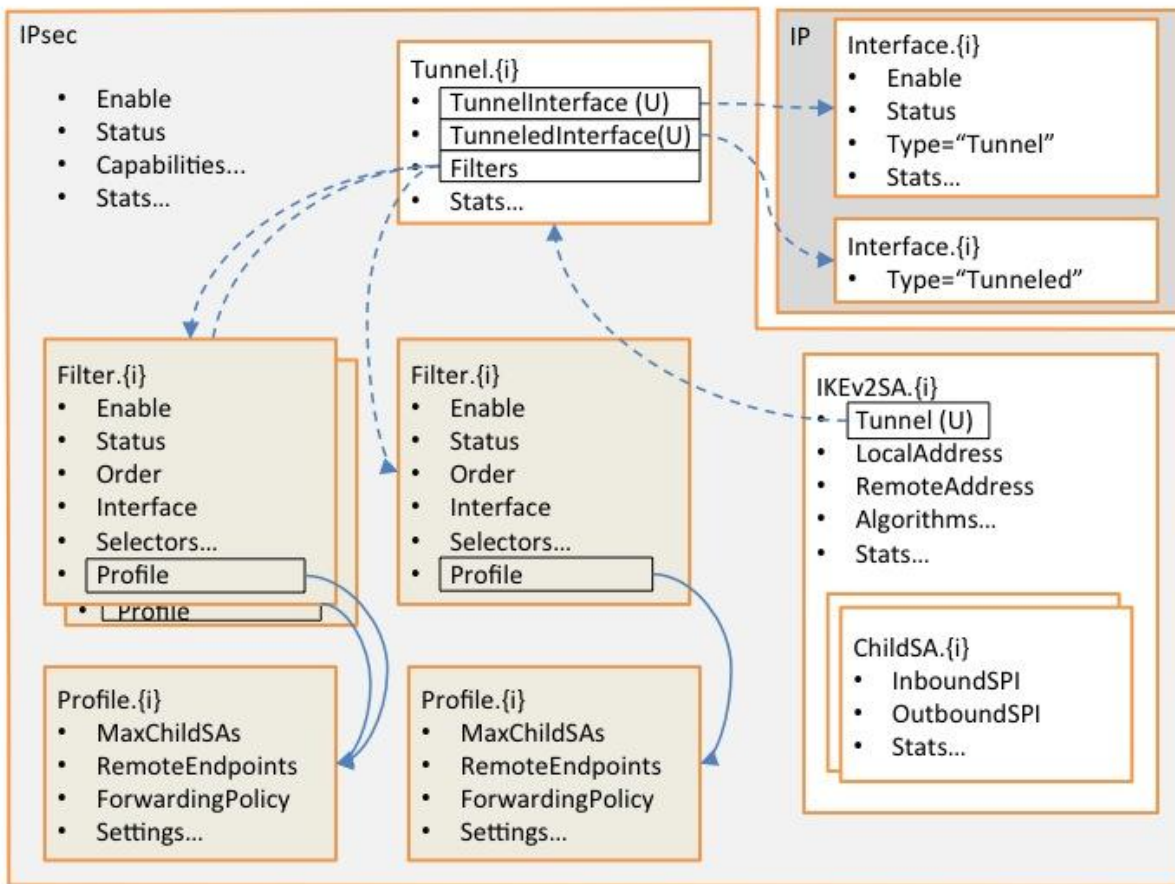 IPsec
• Enable
• Status
• Capabilities...
• Stats...
Tunnel.{i}
• TunnelInterface (U)
• TunneledInterface(U)
• Filters
• Stats...
IP
Interface.{i}
• Enable
• Status
• Type=“Tunnel”
• Stats...
Interface.{i}
• Type=“Tunneled”
Filter.{i}
• Enable
• Status
• Order
• Interface
• Selectors...
• Profile
• Profile
Filter.{i}
• Enable
• Status
• Order
• Interface
• Selectors...
• Profile
IKEv2SA.{i}
• Tunnel (U)
• LocalAddress
• RemoteAddress
• Algorithms...
• Stats...
ChildSA.{i}
• InboundSPI
• OutboundSPI
• Stats...
Profile.{i}
• MaxChildSAs
• RemoteEndpoints
• ForwardingPolicy
• Settings...
Profile.{i}
• MaxChildSAs
• RemoteEndpoints
• ForwardingPolicy
• Settings...